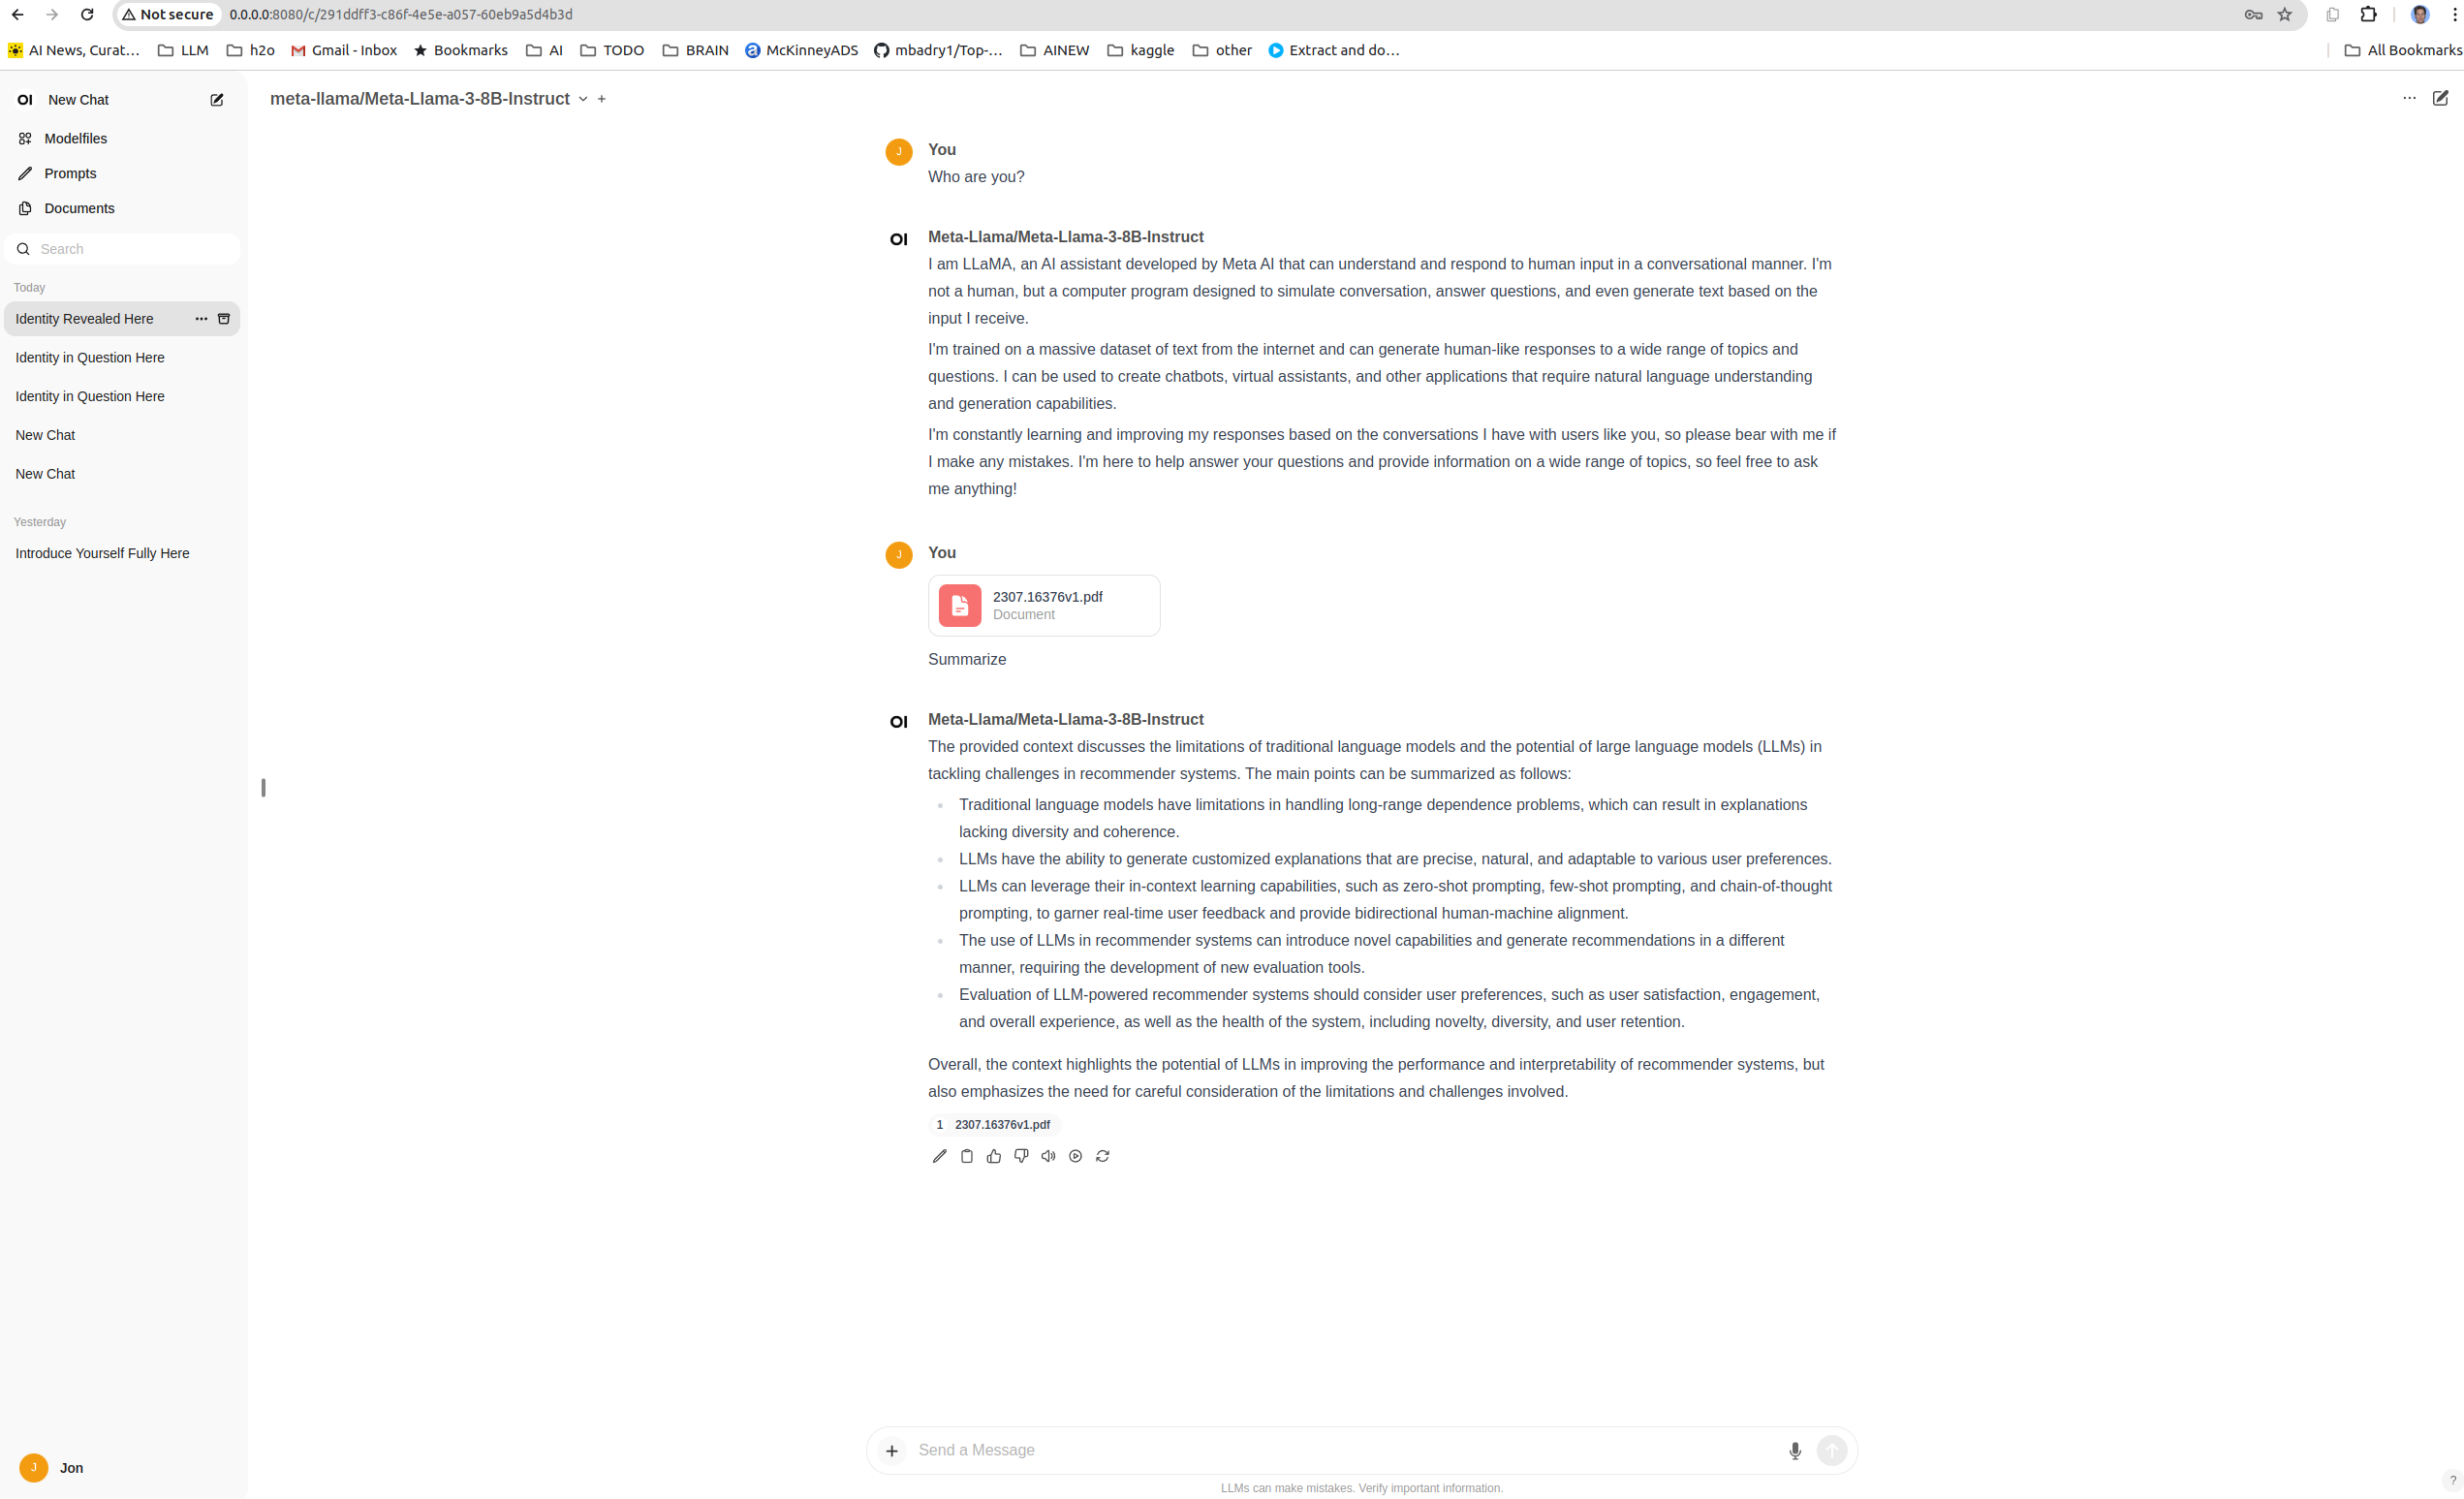 Not secure
0.0.0.0:8080/c/291ddff3-c86f-4e5e-a057-60eb9a5d4b3d
AI News, Curat...
LLM
h2o
Gmail - Inbox
Bookmarks
AI
TODO
BRAIN
McKinneyADS
mbadry1/Top-...
AINEW
kaggle
other
Extract and do...
All Bookmarks
OI
New Chat
Modelfiles
Prompts
Documents
Search
Today
Identity Revealed Here
Identity in Question Here
Identity in Question Here
New Chat
New Chat
Yesterday
Introduce Yourself Fully Here
J
Jon
meta-llama/Meta-Llama-3-8B-Instruct
J
You
Who are you?
OI
Meta-Llama/Meta-Llama-3-8B-Instruct
I am LLaMA, an AI assistant developed by Meta AI that can understand and respond to human input in a conversational manner. I'm
not a human, but a computer program designed to simulate conversation, answer questions, and even generate text based on the
input I receive.
I'm trained on a massive dataset of text from the internet and can generate human-like responses to a wide range of topics and
questions. I can be used to create chatbots, virtual assistants, and other applications that require natural language understanding
and generation capabilities.
I'm constantly learning and improving my responses based on the conversations I have with users like you, so please bear with me if
I make any mistakes. I'm here to help answer your questions and provide information on a wide range of topics, so feel free to ask
me anything!
J
You
2307.16376v1.pdf
Document
Summarize
OI
Meta-Llama/Meta-Llama-3-8B-Instruct
The provided context discusses the limitations of traditional language models and the potential of large language models (LLMs) in
tackling challenges in recommender systems. The main points can be summarized as follows:
Traditional language models have limitations in handling long-range dependence problems, which can result in explanations
lacking diversity and coherence.
LLMs have the ability to generate customized explanations that are precise, natural, and adaptable to various user preferences.
LLMs can leverage their in-context learning capabilities, such as zero-shot prompting, few-shot prompting, and chain-of-thought
prompting, to garner real-time user feedback and provide bidirectional human-machine alignment.
The use of LLMs in recommender systems can introduce novel capabilities and generate recommendations in a different
manner, requiring the development of new evaluation tools.
Evaluation of LLM-powered recommender systems should consider user preferences, such as user satisfaction, engagement,
and overall experience, as well as the health of the system, including novelty, diversity, and user retention.
Overall, the context highlights the potential of LLMs in improving the performance and interpretability of recommender systems, but
also emphasizes the need for careful consideration of the limitations and challenges involved.
1 2307.16376v1.pdf
Send a Message
LLMs can make mistakes. Verify important information.
?